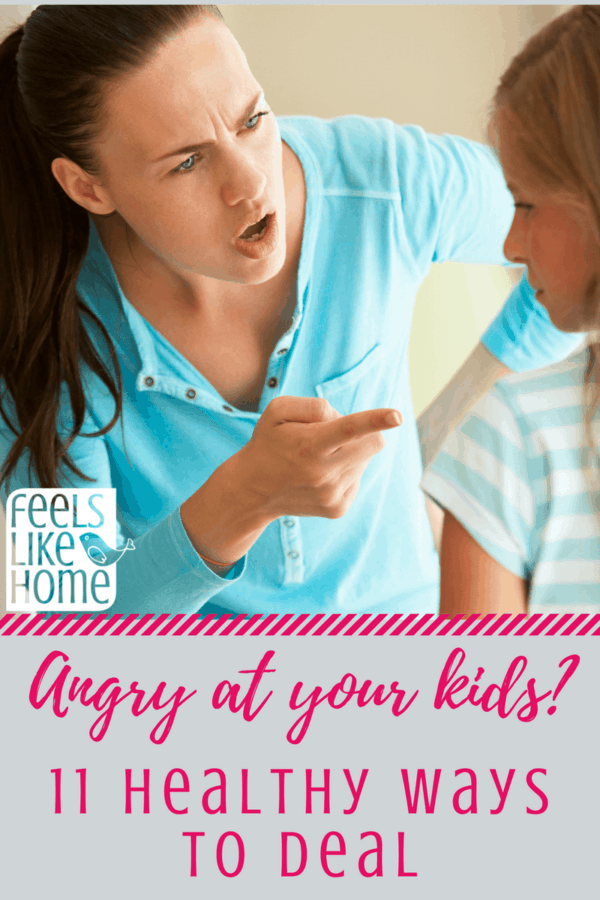 FEELS
LIKE
HOME
Angry at your kids?
11 Healthy Ways
to Deal